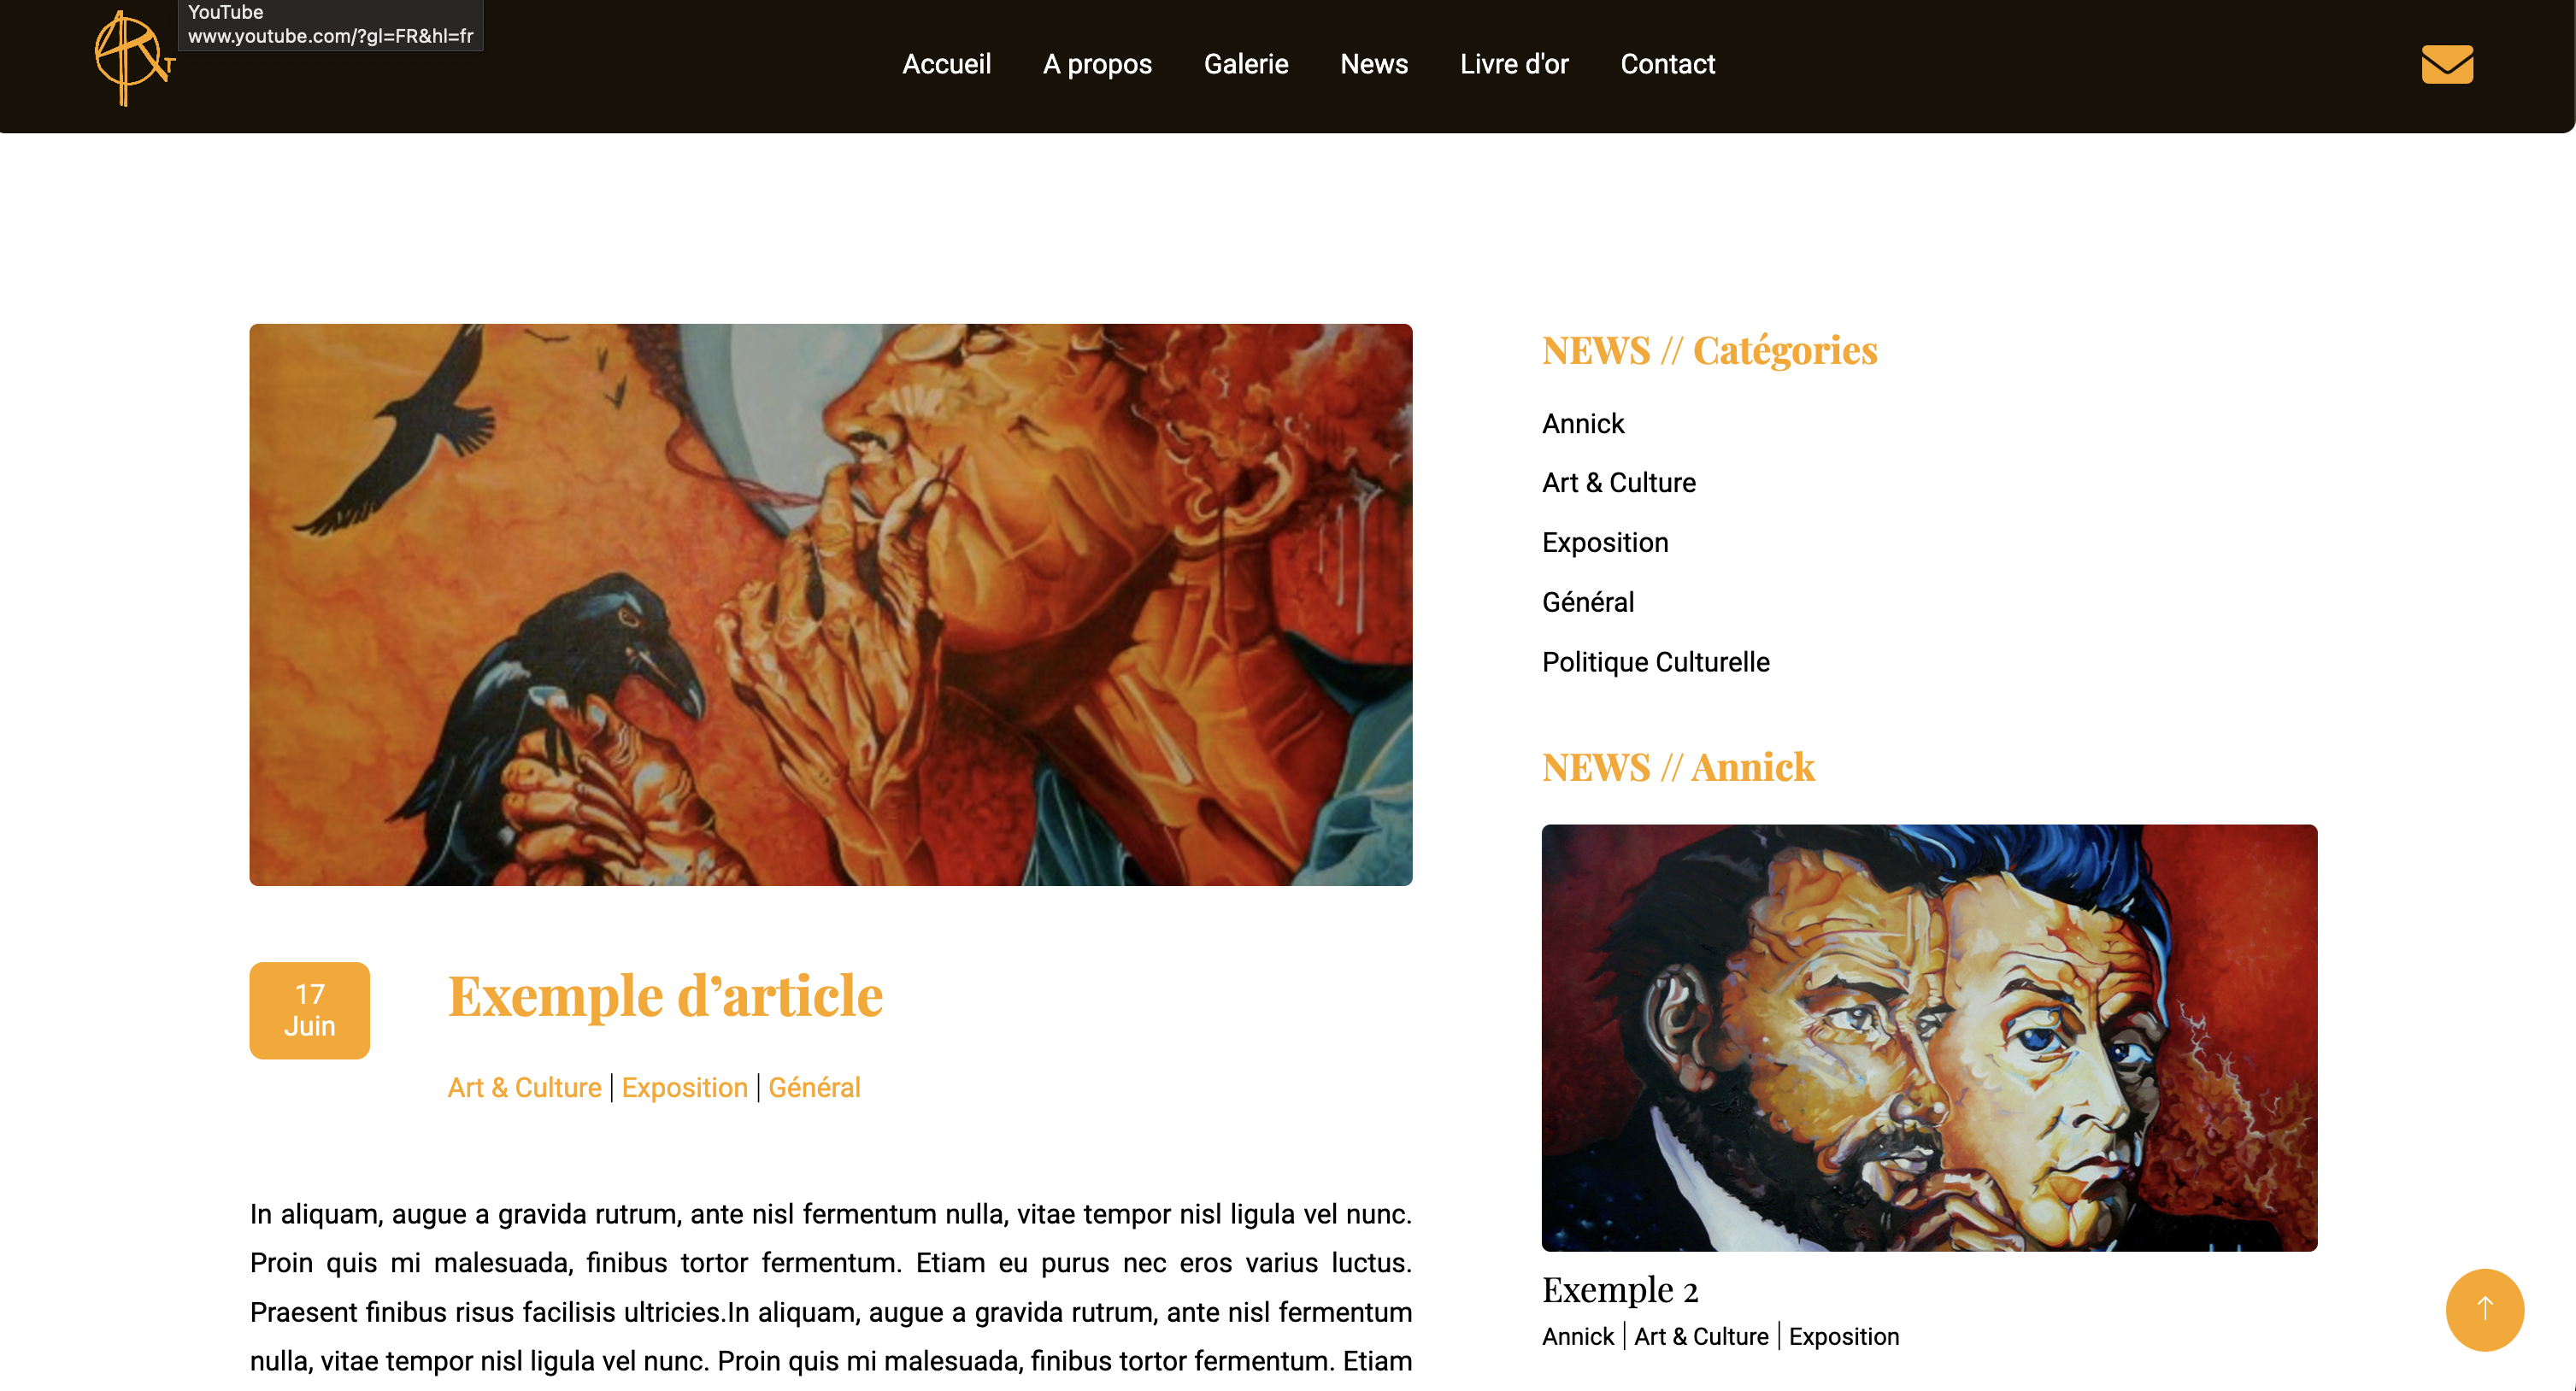 YouTube
www.youtube.com/?gl=FR&hl=fr
Accueil
A propos
Galerie
News
Livre d'or
Contact
17
Juin
Exemple d’article
Art & Culture | Exposition | Général
In aliquam, augue a gravida rutrum, ante nisl fermentum nulla, vitae tempor nisl ligula vel nunc.
Proin quis mi malesuada, finibus tortor fermentum. Etiam eu purus nec eros varius luctus.
Praesent finibus risus facilisis ultricies.In aliquam, augue a gravida rutrum, ante nisl fermentum
nulla, vitae tempor nisl ligula vel nunc. Proin quis mi malesuada, finibus tortor fermentum. Etiam
NEWS // Catégories
Annick
Art & Culture
Exposition
Général
Politique Culturelle
NEWS // Annick
Exemple 2
Annick | Art & Culture | Exposition